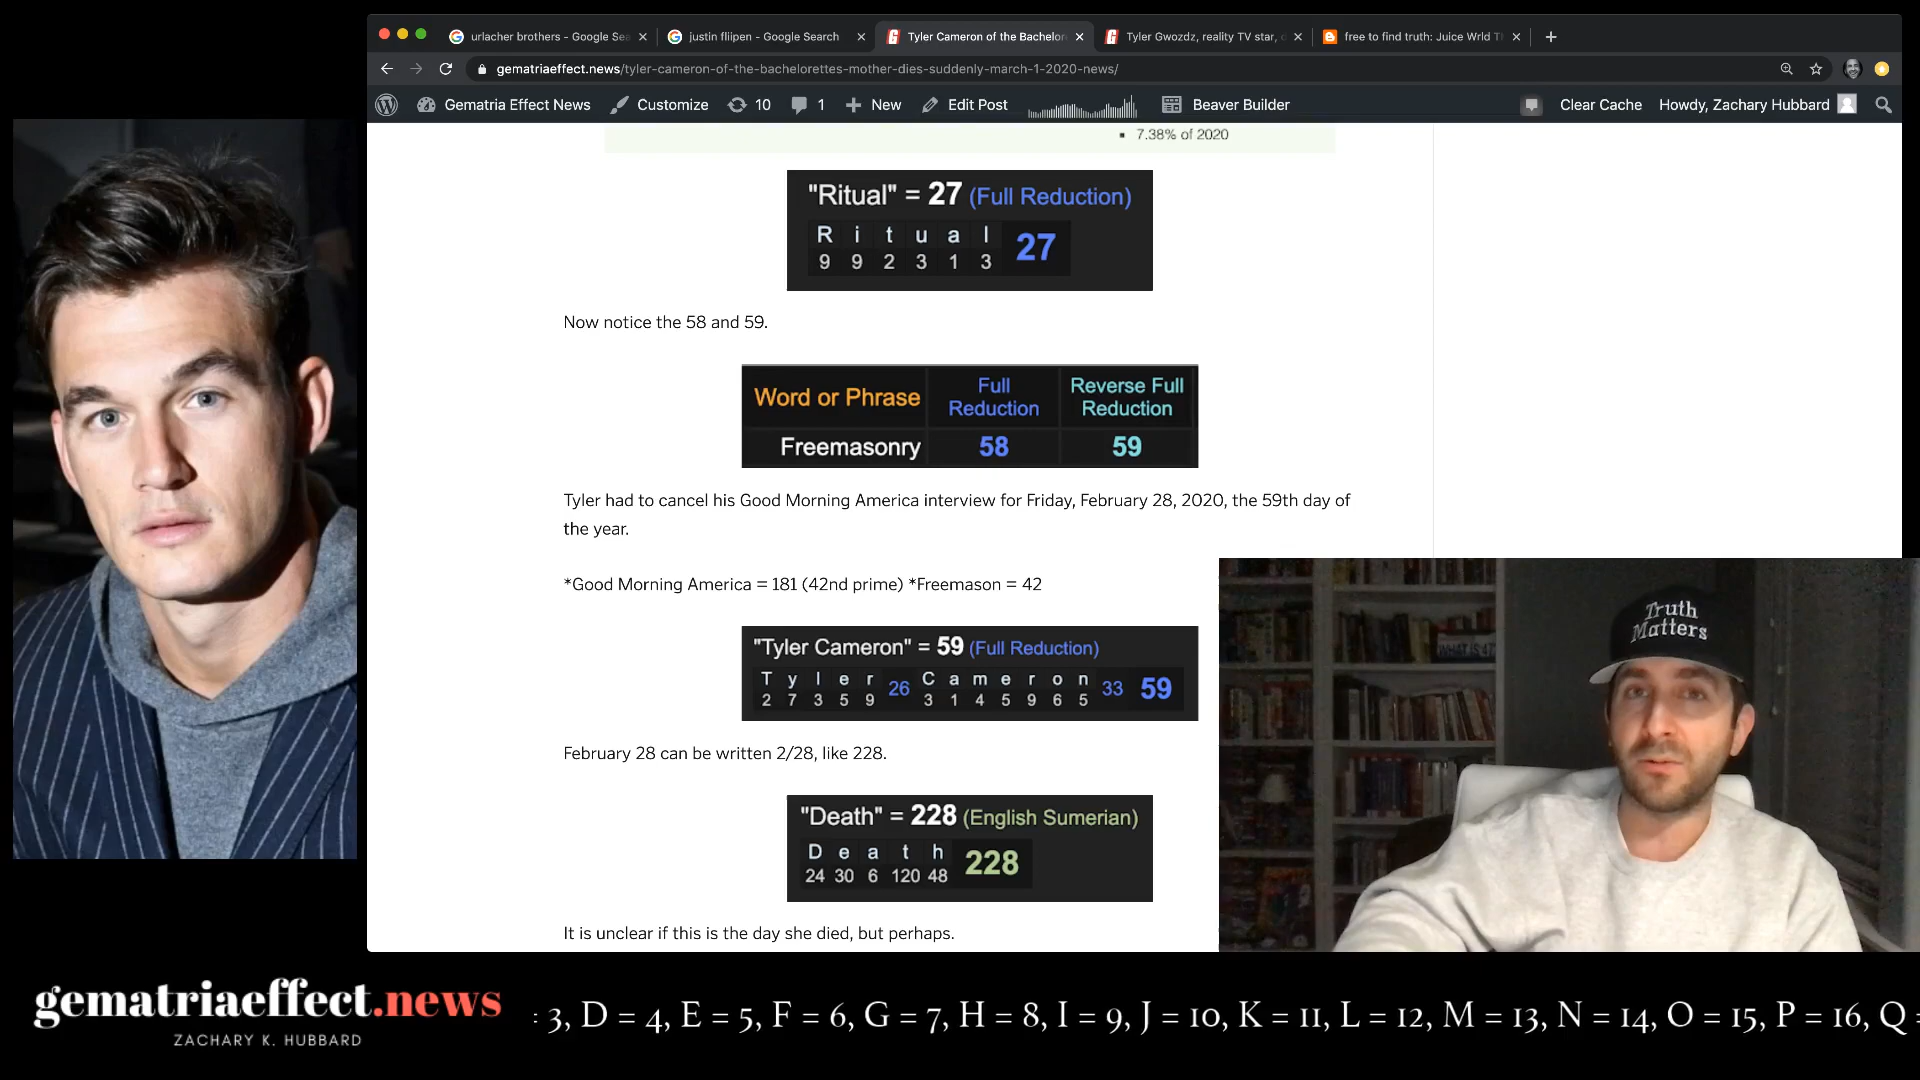 urlacher brothers - Google Sea
justin fliipen - Google Search
Tyler Cameron of the Bachelor
Tyler Gwozdz, reality TV star, d
free to find truth: Juice Wrld T
gematriaeffect.news/tyler-cameron-of-the-bachelorettes-mother-dies-suddenly-march-1-2020-news/
Gematria Effect News Customize 10 1 New Edit Post Beaver Builder Clear Cache Howdy, Zachary Hubbard
7.38% of 2020
"Ritual" = 27 (Full Reduction)
R i t u a l 27
9 9 2 3 1 3
Now notice the 58 and 59.
Word or Phrase Full Reduction Reverse Full Reduction
Freemasonry 58 59
Tyler had to cancel his Good Morning America interview for Friday, February 28, 2020, the 59th day of
the year.
*Good Morning America = 181 (42nd prime) *Freemason = 42
"Tyler Cameron" = 59 (Full Reduction)
T y l e r 26 C a m e r o n 33 59
2 7 3 5 9 3 1 4 5 9 6 5
February 28 can be written 2/28, like 228.
"Death" = 228 (English Sumerian)
D e a t h 228
24 30 6 120 48
It is unclear if this is the day she died, but perhaps.
Truth
Matters
gematriaeffect.news
ZACHARY K. HUBBARD
= 3, D = 4, E = 5, F = 6, G = 7, H = 8, I = 9, J = 10, K = 11, L = 12, M = 13, N = 14, O = 15, P = 16, Q =